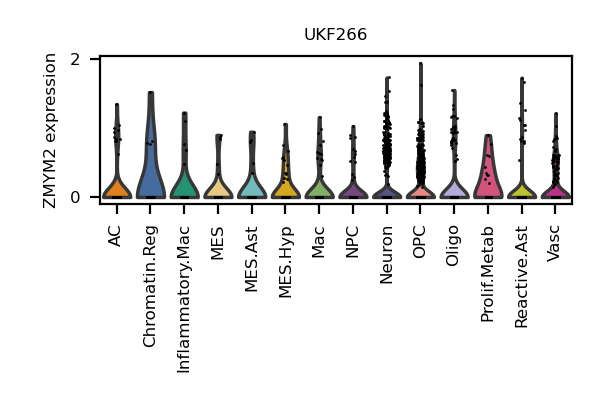 UKF266
ZMYM2 expression
2
0
AC
Chromatin.Reg
Inflammatory.Mac
MES
MES.Ast
MES.Hyp
Mac
NPC
Neuron
OPC
Oligo
Prolif.Metab
Reactive.Ast
Vasc